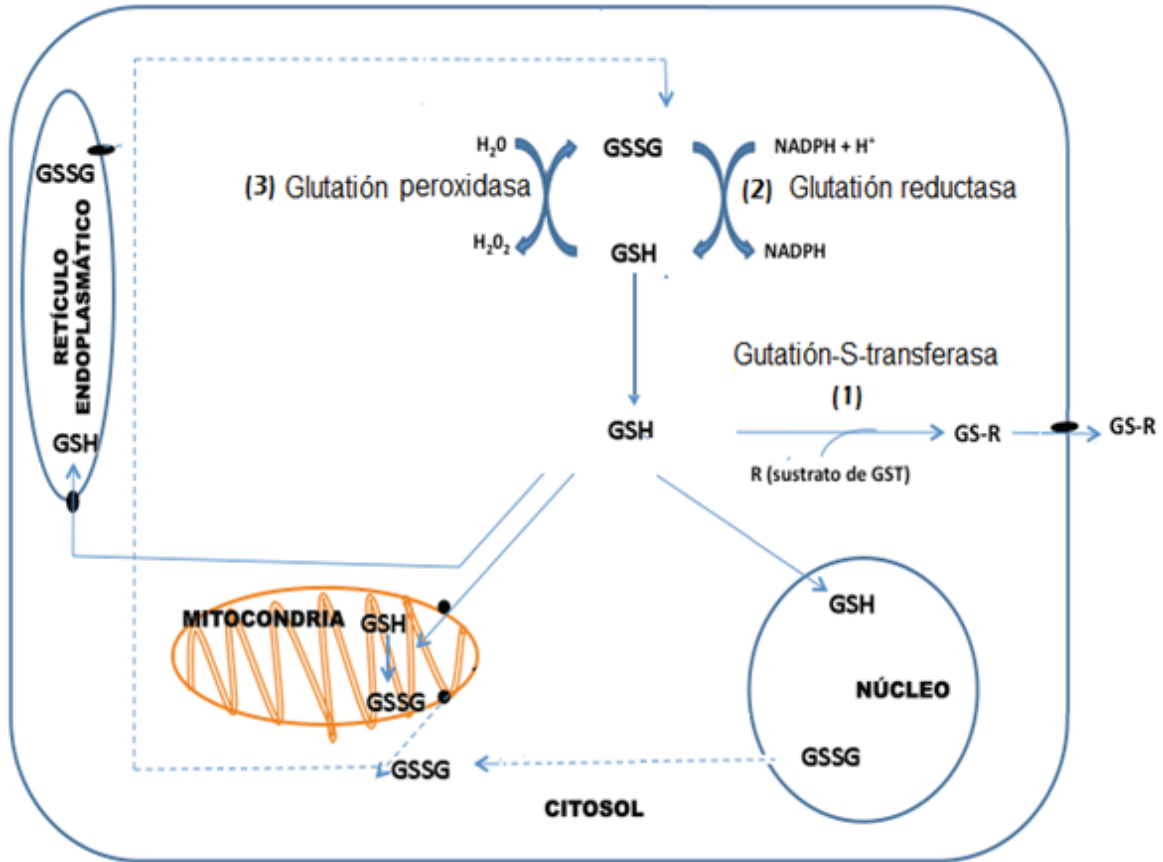 H₂0
GSSG
NADPH + H⁺
(3) Glutatión peroxidasa
(2) Glutatión reductasa
H₂0₂
GSH
NADPH
GSSG
RETÍCULO
ENDOPLASMÁTICO
GSH
Gutatión-S-transferasa
(1)
GSH
GS-R
GS-R
R (sustrato de GST)
MITOCONDRIA
GSH
GSSG
GSSG
GSH
NÚCLEO
GSSG
CITOSOL